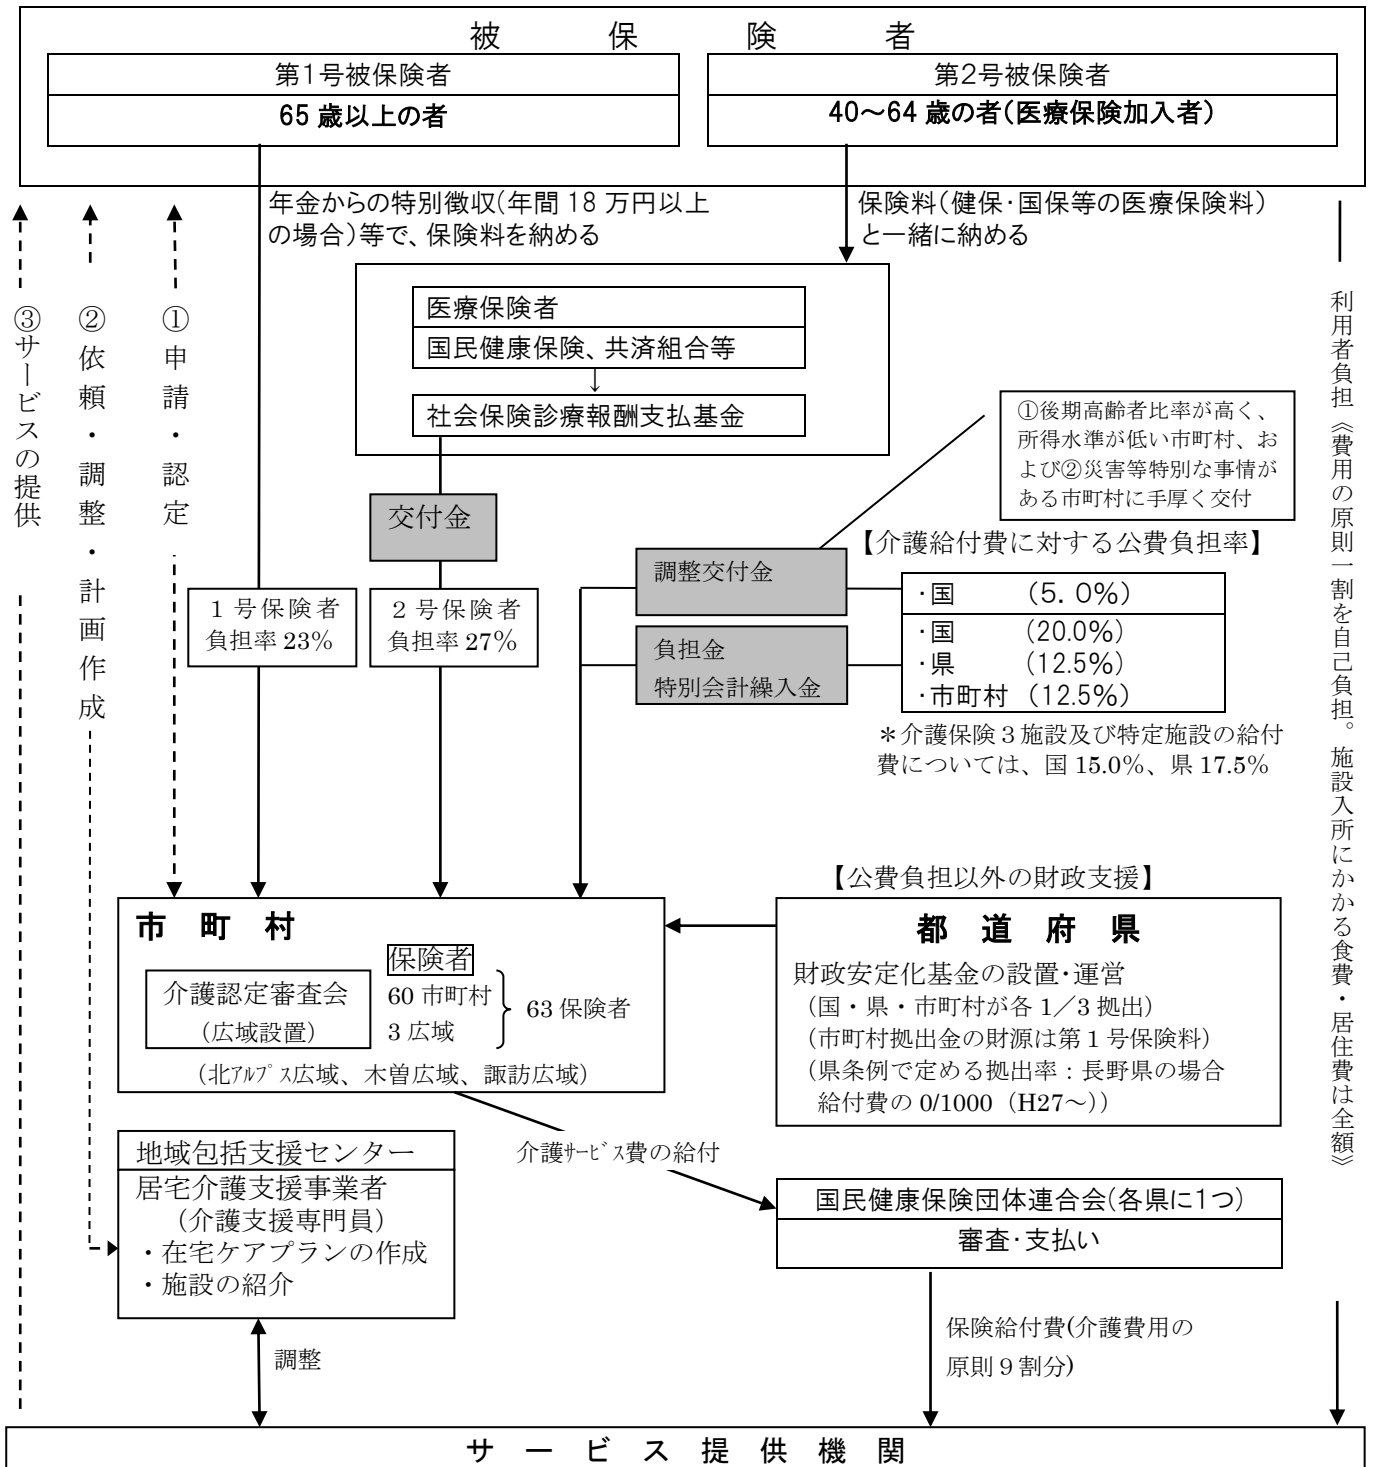 被保険者
第1号被保険者
65 歳以上の者
第2号被保険者
40～64 歳の者(医療保険加入者)
年金からの特別徴収(年間 18 万円以上
の場合)等で、保険料を納める
保険料(健保･国保等の医療保険料)
と一緒に納める
③サービスの提供
②依頼・調整・計画作成
①申請・認定
医療保険者
国民健康保険、共済組合等
↓
社会保険診療報酬支払基金
交付金
①後期高齢者比率が高く、
所得水準が低い市町村、お
よび②災害等特別な事情が
ある市町村に手厚く交付
利用者負担《費用の原則一割を自己負担。施設入所にかかる食費・居住費は全額》
１号保険者
負担率 23%
２号保険者
負担率 27%
調整交付金
負担金
特別会計繰入金
【介護給付費に対する公費負担率】
･国 (５.０%)
･国 (20.0%)
･県 (12.5%)
･市町村 (12.5%)
＊介護保険３施設及び特定施設の給付
費については、国 15.0%、県 17.5%
市 町 村
保険者
介護認定審査会
（広域設置）
60 市町村
3 広域
63 保険者
（北ｱﾙﾌﾟｽ広域、木曽広域、諏訪広域）
【公費負担以外の財政支援】
都 道 府 県
財政安定化基金の設置･運営
（国・県・市町村が各 1／3 拠出）
（市町村拠出金の財源は第１号保険料）
（県条例で定める拠出率：長野県の場合
給付費の 0/1000（H27～））
地域包括支援センター
居宅介護支援事業者
（介護支援専門員）
・在宅ケアプランの作成
・施設の紹介
介護ｻｰﾋﾞｽ費の給付
国民健康保険団体連合会(各県に1つ)
審査･支払い
調整
保険給付費(介護費用の
原則９割分)
サ ー ビ ス 提 供 機 関